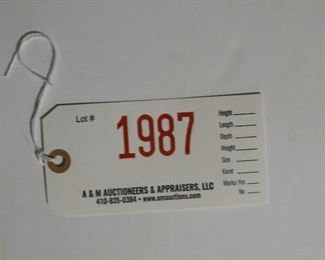 Lot #
1987
Height
Length
Depth
Weight
Size
Karat
Marks: Yes
No
A & M AUCTIONEERS & APPRAISERS, LLC
410-835-0384 • www.amauctions.com